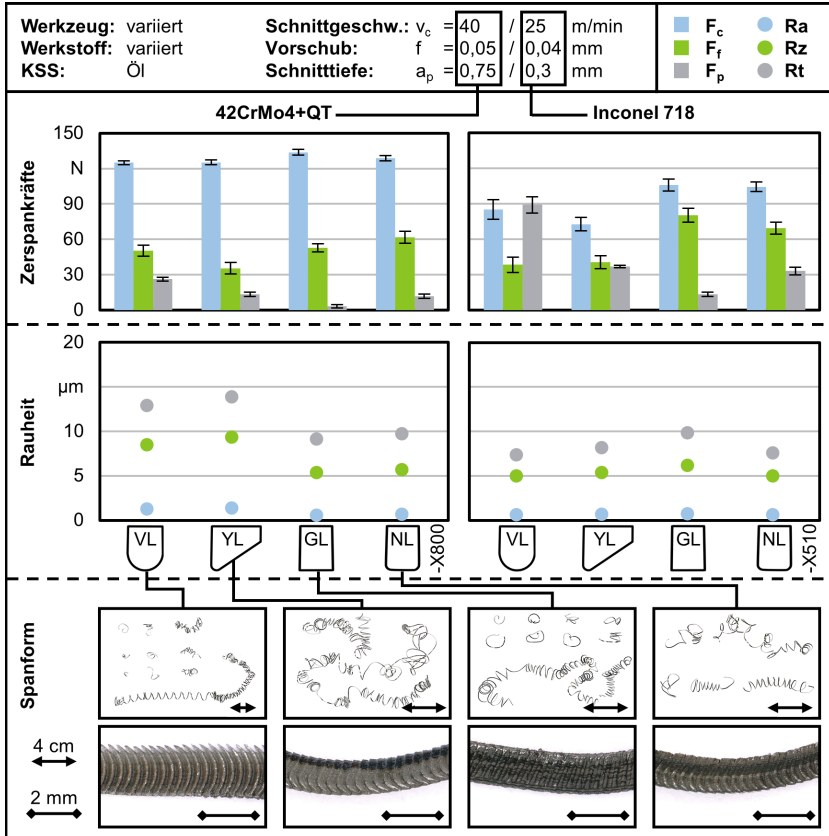 Werkzeug: variiert Schnittgeschw.: vc = 40 / 25 m/min
Werkstoff: variiert Vorschub: f = 0,05 / 0,04 mm
KSS: Öl Schnitttiefe: ap = 0,75 / 0,3 mm
Fc Ra
Ff Rz
Fp Rt
42CrMo4+QT Inconel 718
Zerspankräfte
150
N
90
60
30
0
Rauheit
20
µm
10
5
0
VL YL GL NL -X800 VL YL GL NL -X510
Spanform
4 cm
2 mm